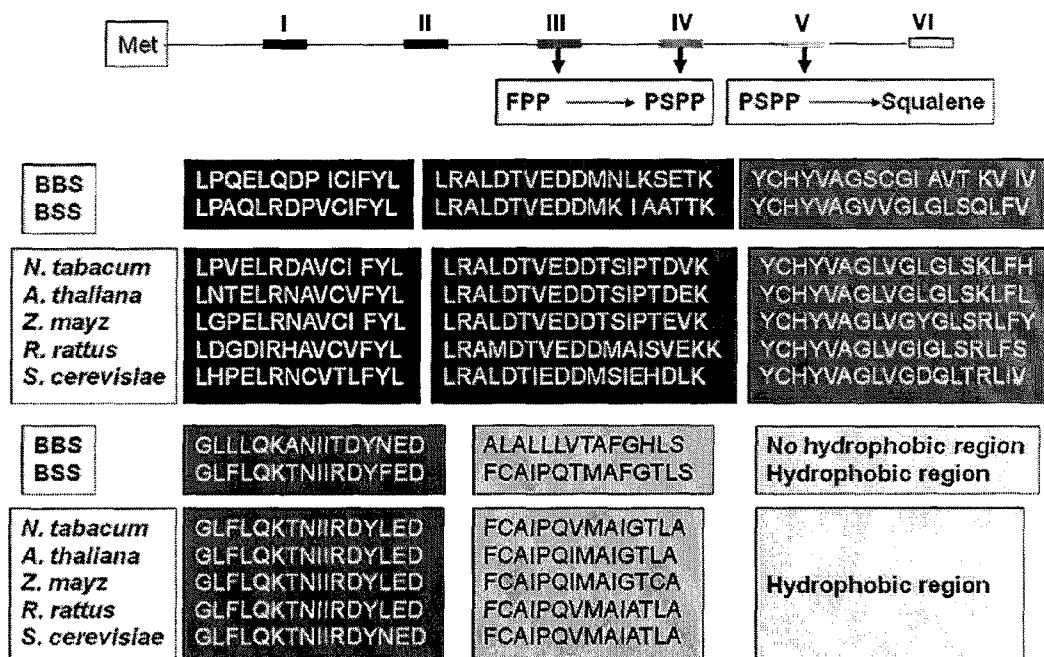 I II III IV V VI
Met
FPP PSPP PSPP Squalene
BBS LPQELQDP ICIFYL LRALDTVEDDMNLKSETK YCHYVAGSCGI AVT KV IV
BSS LPAQLRDPVCIFYL LRALDTVEDDMK I AATTK YCHYVAGVVGLGLSQLFV
N. tabacum LPVELRDAVCI FYL LRALDTVEDDTSIPTDVK YCHYVAGLVGLGLSKLFH
A. thaliana LNTELRNAVCVFYL LRALDTVEDDTSIPTDEK YCHYVAGLVGLGLSKLFL
Z. mayz LGPELRNAVCI FYL LRALDTVEDDTSIPTEVK YCHYVAGLVGYGLSRLFY
R. rattus LDGDIRHAVCVFYL LRAMDTVEDDMAISVEKK YCHYVAGLVGIGLSRLFS
S. cerevisiae LHPELRNCVTLFYL LRALDTIEDDMSIEHDLK YCHYVAGLVGDGLTRLIV
BBS GLLLQKANIITDYNED ALALLLVTAFGHLS No hydrophobic region
BSS GLFLQKTNIIRDYFED FCAIPQTMAFGTLS Hydrophobic region
N. tabacum GLFLQKTNIIRDYLED FCAIPQVMAIGTLA
A. thaliana GLFLQKTNIIRDYLED FCAIPQIMAIGTLA
Z. mayz GLFLQKTNIIRDYLED FCAIPQIMAIGTCA Hydrophobic region
R. rattus GLFLQKTNIIRDYLED FCAIPQVMAIATLA
S. cerevisiae GLFLQKTNIIRDYNED FCAIPQVMAIATLA